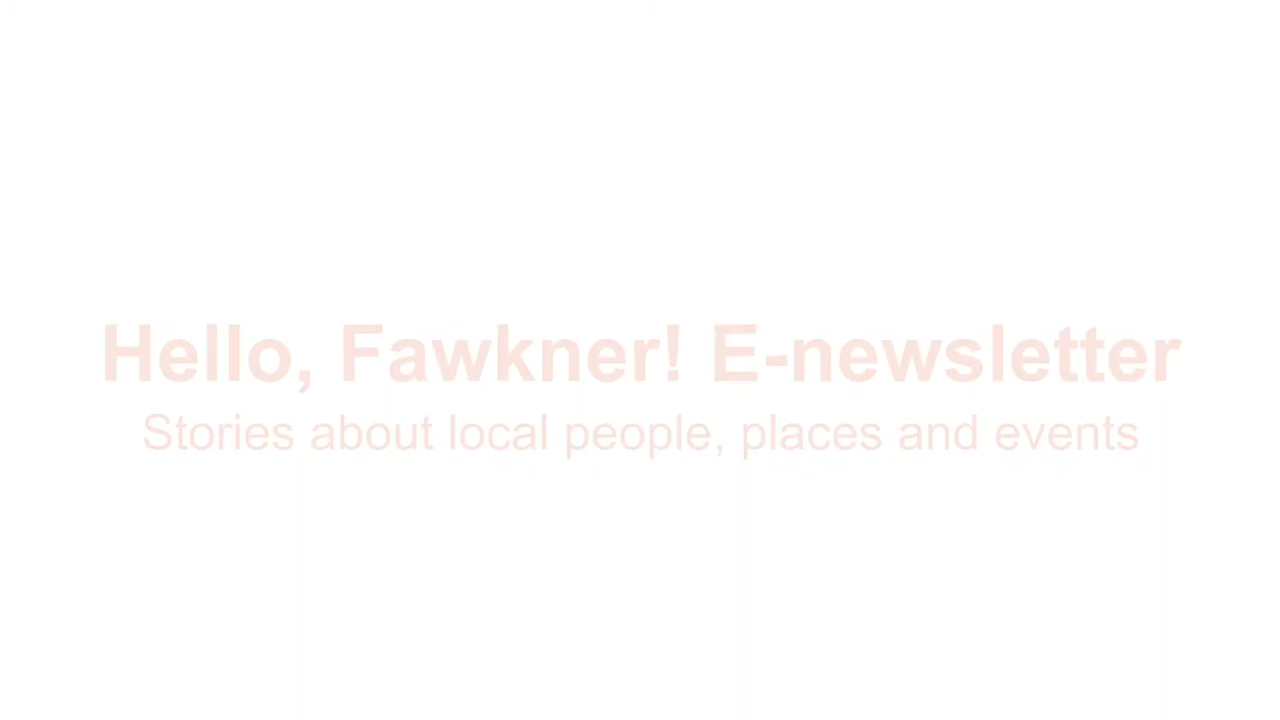 Hello, Fawkner! E-newsletter
Stories about local people, places and events